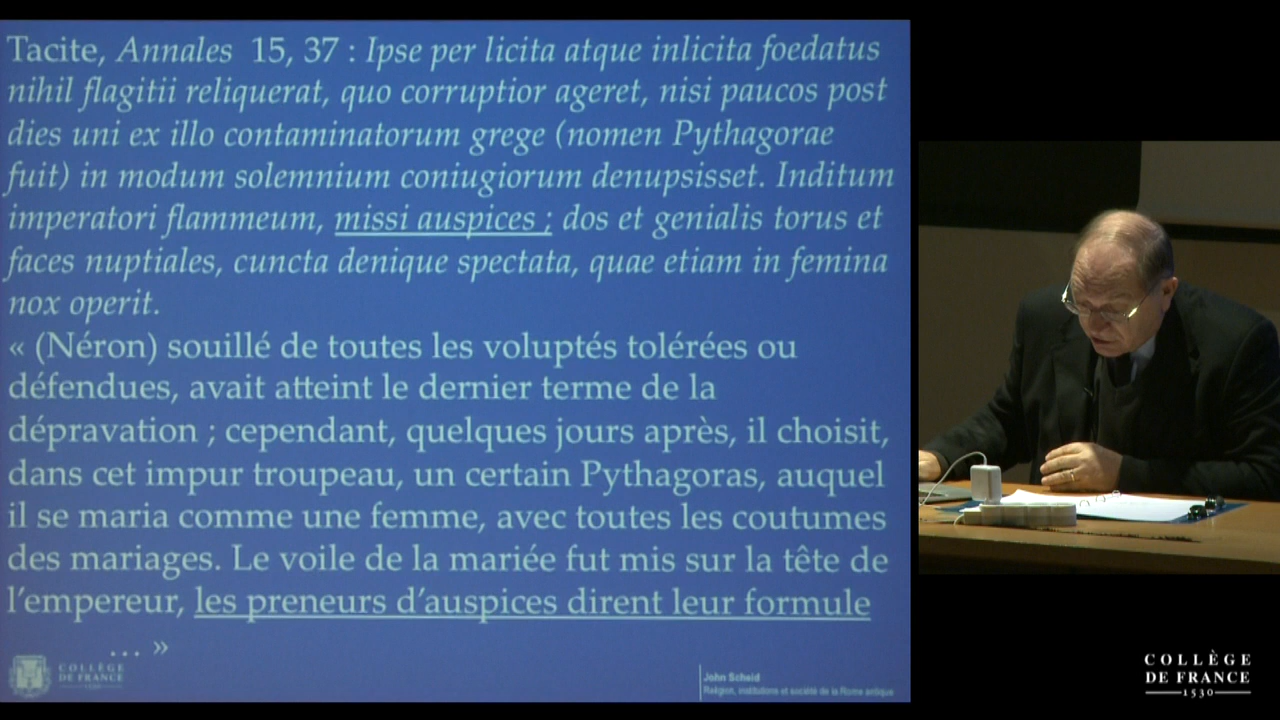 Tacite, Annales 15, 37 : Ipse per licita atque inlicita foedatus
nihil flagitii reliquerat, quo corruptior ageret, nisi paucos post
dies uni ex illo contaminatorum grege (nomen Pythagorae
fuit) in modum solemnium coniugiorum denupsisset. Inditum
imperatori flammeum, missi auspices ; dos et genialis torus et
faces nuptiales, cuncta denique spectata, quae etiam in femina
nox operit.
« (Néron) souillé de toutes les voluptés tolérées ou
défendues, avait atteint le dernier terme de la
dépravation ; cependant, quelques jours après, il choisit,
dans cet impur troupeau, un certain Pythagoras, auquel
il se maria comme une femme, avec toutes les coutumes
des mariages. Le voile de la mariée fut mis sur la tête de
l'empereur, les preneurs d'auspices dirent leur formule
... »
COLLÈGE
DE FRANCE
1530
John Scheid
Religion, institutions et société de la Rome antique
COLLÈGE
DE FRANCE
1530